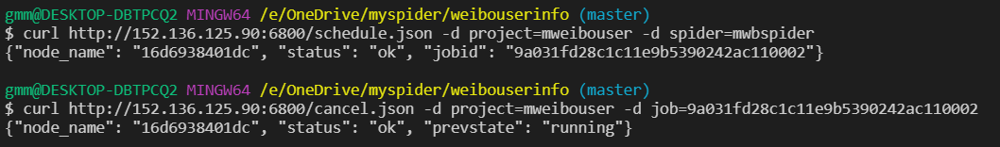 gmm@DESKTOP-DBTPCQ2 MINGW64 /e/OneDrive/myspider/weibouserinfo (master)
$ curl http://152.136.125.90:6800/schedule.json -d project=mweibouser -d spider=mwbspider
{"node_name": "16d6938401dc", "status": "ok", "jobid": "9a031fd28c1c11e9b5390242ac110002"}
gmm@DESKTOP-DBTPCQ2 MINGW64 /e/OneDrive/myspider/weibouserinfo (master)
$ curl http://152.136.125.90:6800/cancel.json -d project=mweibouser -d job=9a031fd28c1c11e9b5390242ac110002
{"node_name": "16d6938401dc", "status": "ok", "prevstate": "running"}